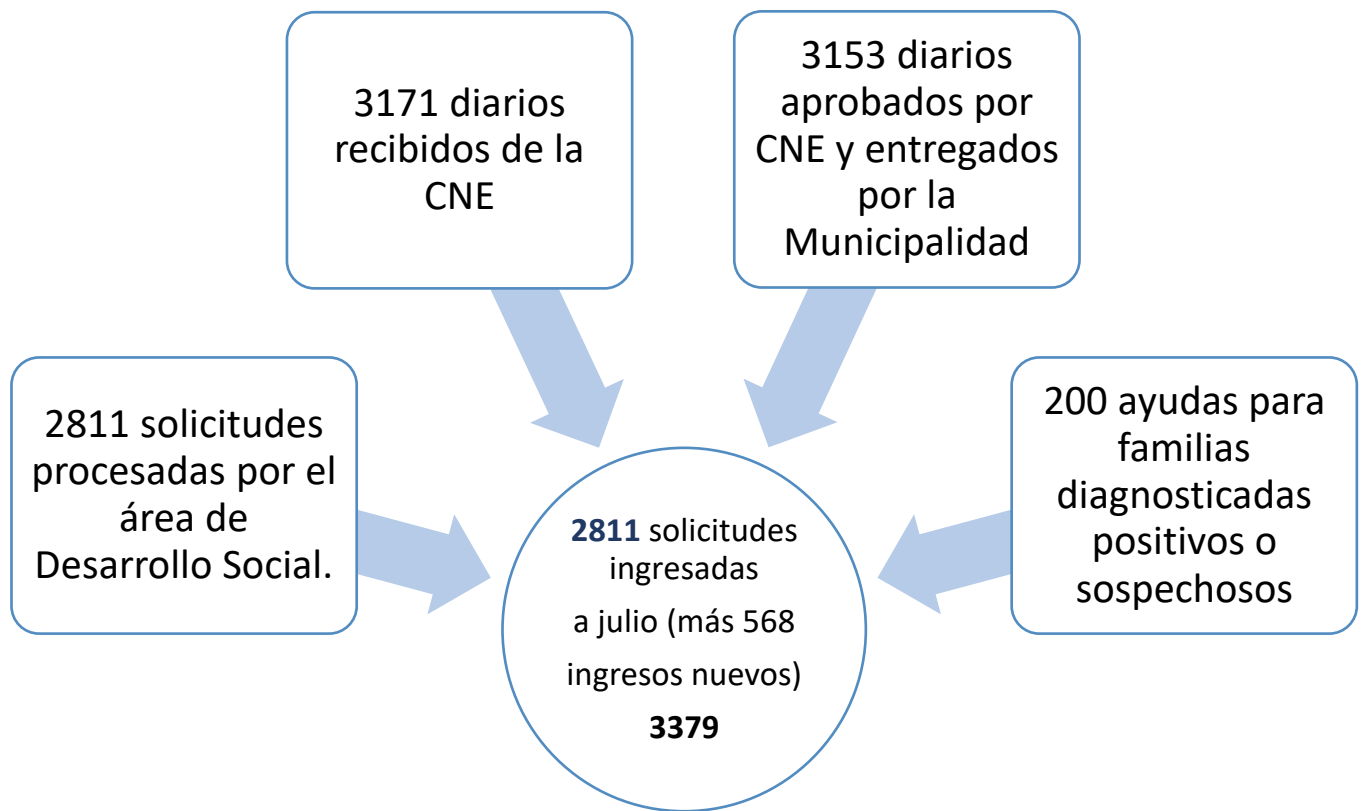 3171 diarios
recibidos de la
CNE
3153 diarios
aprobados por
CNE y entregados
por la
Municipalidad
2811 solicitudes
procesadas por el
área de
Desarrollo Social.
200 ayudas para
familias
diagnosticadas
positivos o
sospechosos
2811 solicitudes
ingresadas
a julio (más 568
ingresos nuevos)
3379